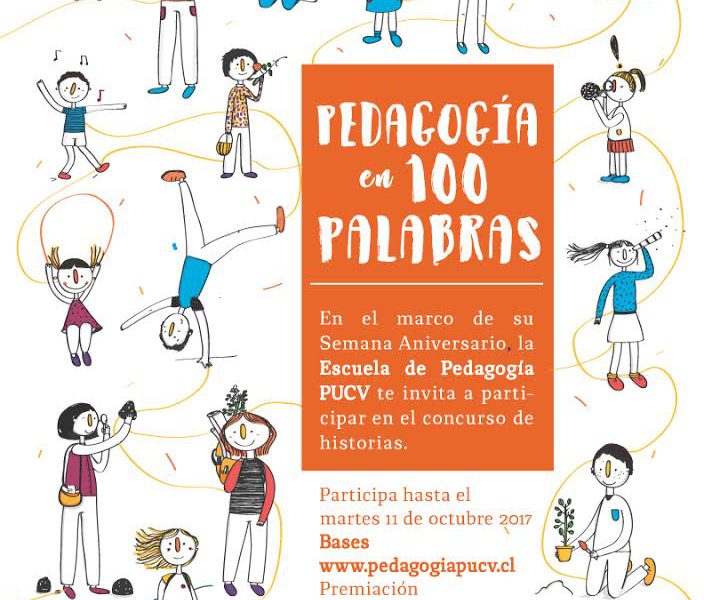 PEDAGOGÍA
en 100
PALABRAS
En el marco de su
Semana Aniversario, la
Escuela de Pedagogía
PUCV te invita a parti-
cipar en el concurso de
historias.
Participa hasta el
martes 11 de octubre 2017
Bases
www.pedagogiapucv.cl
Premiación